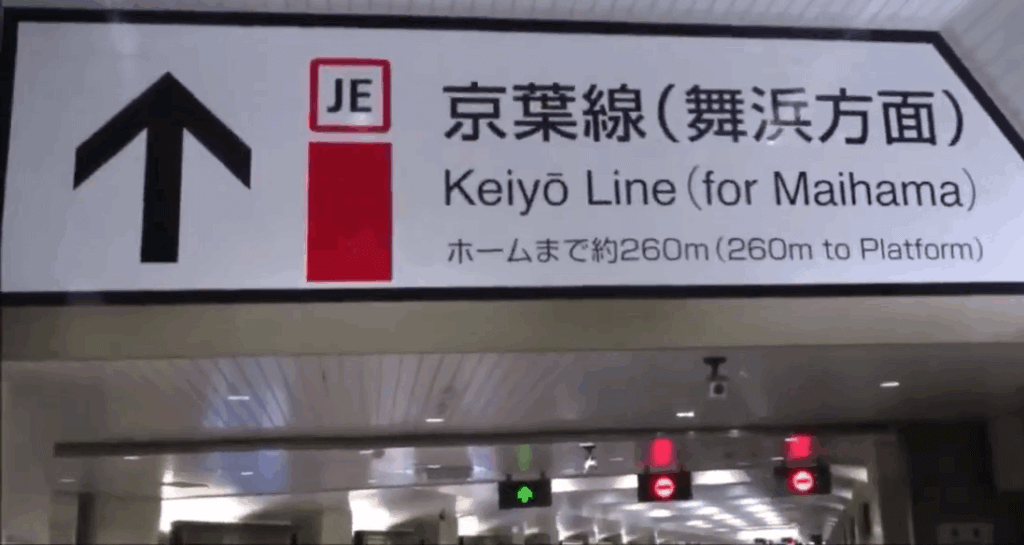 JE
京葉線(舞浜方面)
Keiyō Line (for Maihama)
ホームまで約260m(260m to Platform)